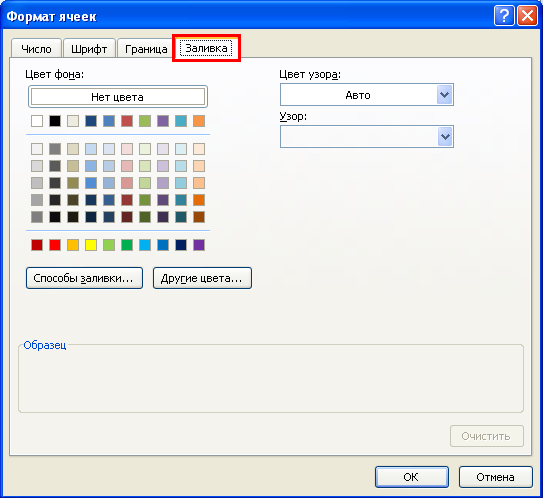 Формат ячеек
Число Шрифт Граница Заливка
Цвет фона: Цвет узора:
Нет цвета Авто
Узор:
Способы заливки... Другие цвета...
Образец
Очистить
ОК Отмена